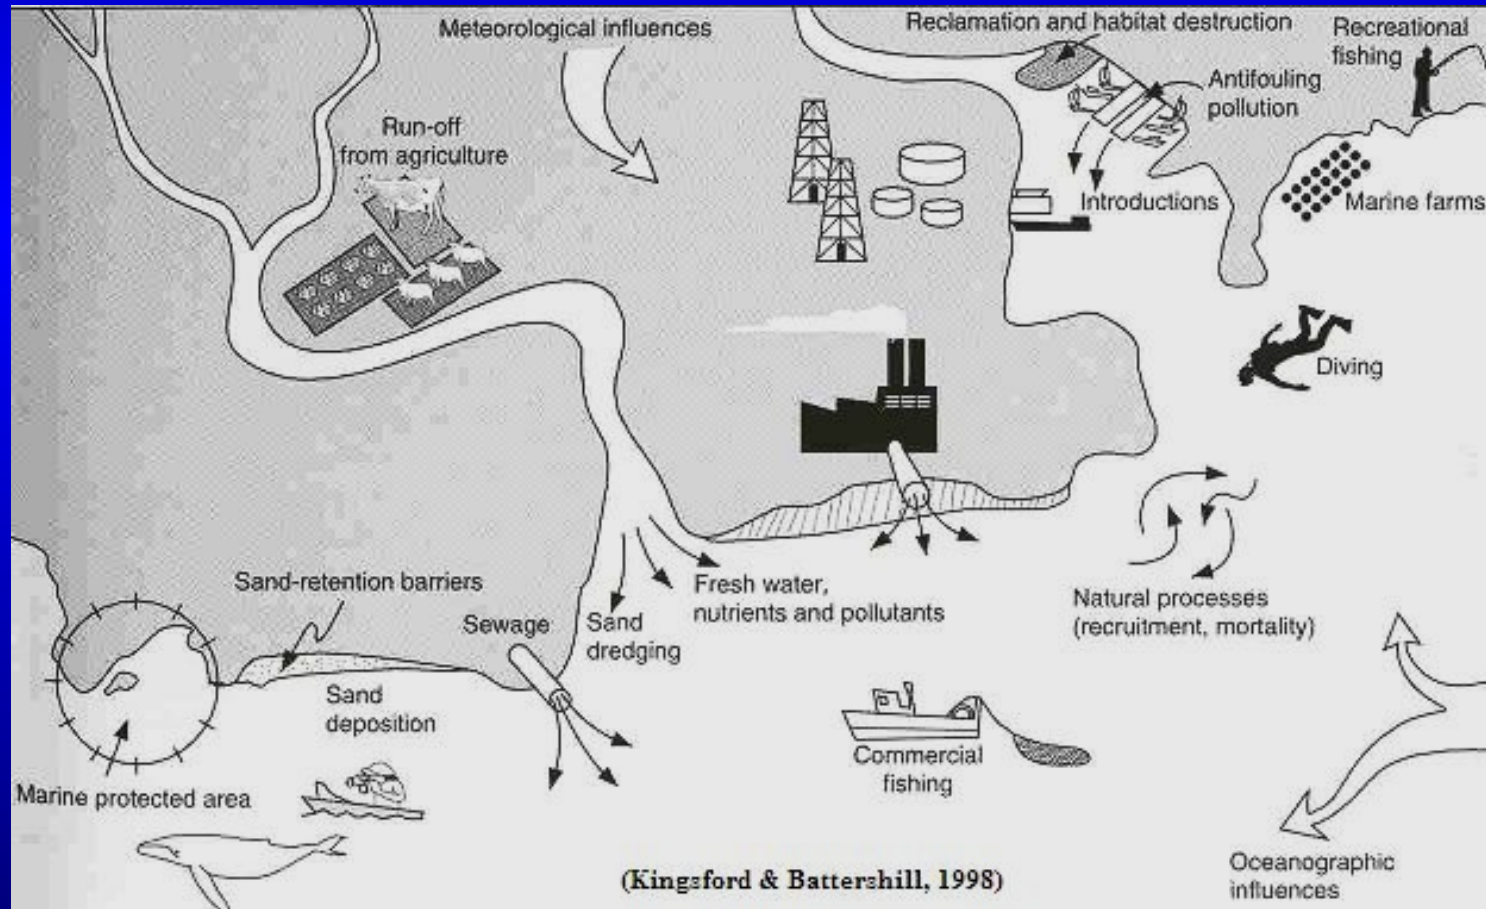 Meteorological influences
Reclamation and habitat destruction
Recreational
fishing
Antifouling
pollution
Run-off
from agriculture
Introductions
Marine farms
Diving
Sand-retention barriers
Sewage
Sand
dredging
Fresh water,
nutrients and pollutants
Natural processes
(recruitment, mortality)
Sand
deposition
Commercial
fishing
Marine protected area
Oceanographic
influences
(Kingsford & Battershill, 1998)